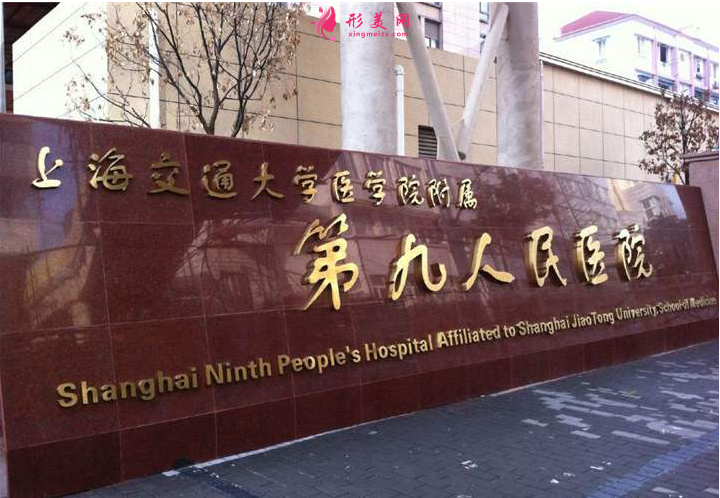 形美网
xingmeizx.com
上海交通大学医学院附属
第九人民医院
Shanghai Ninth People's Hospital Affiliated to Shanghai JiaoTong University, School of Medicine